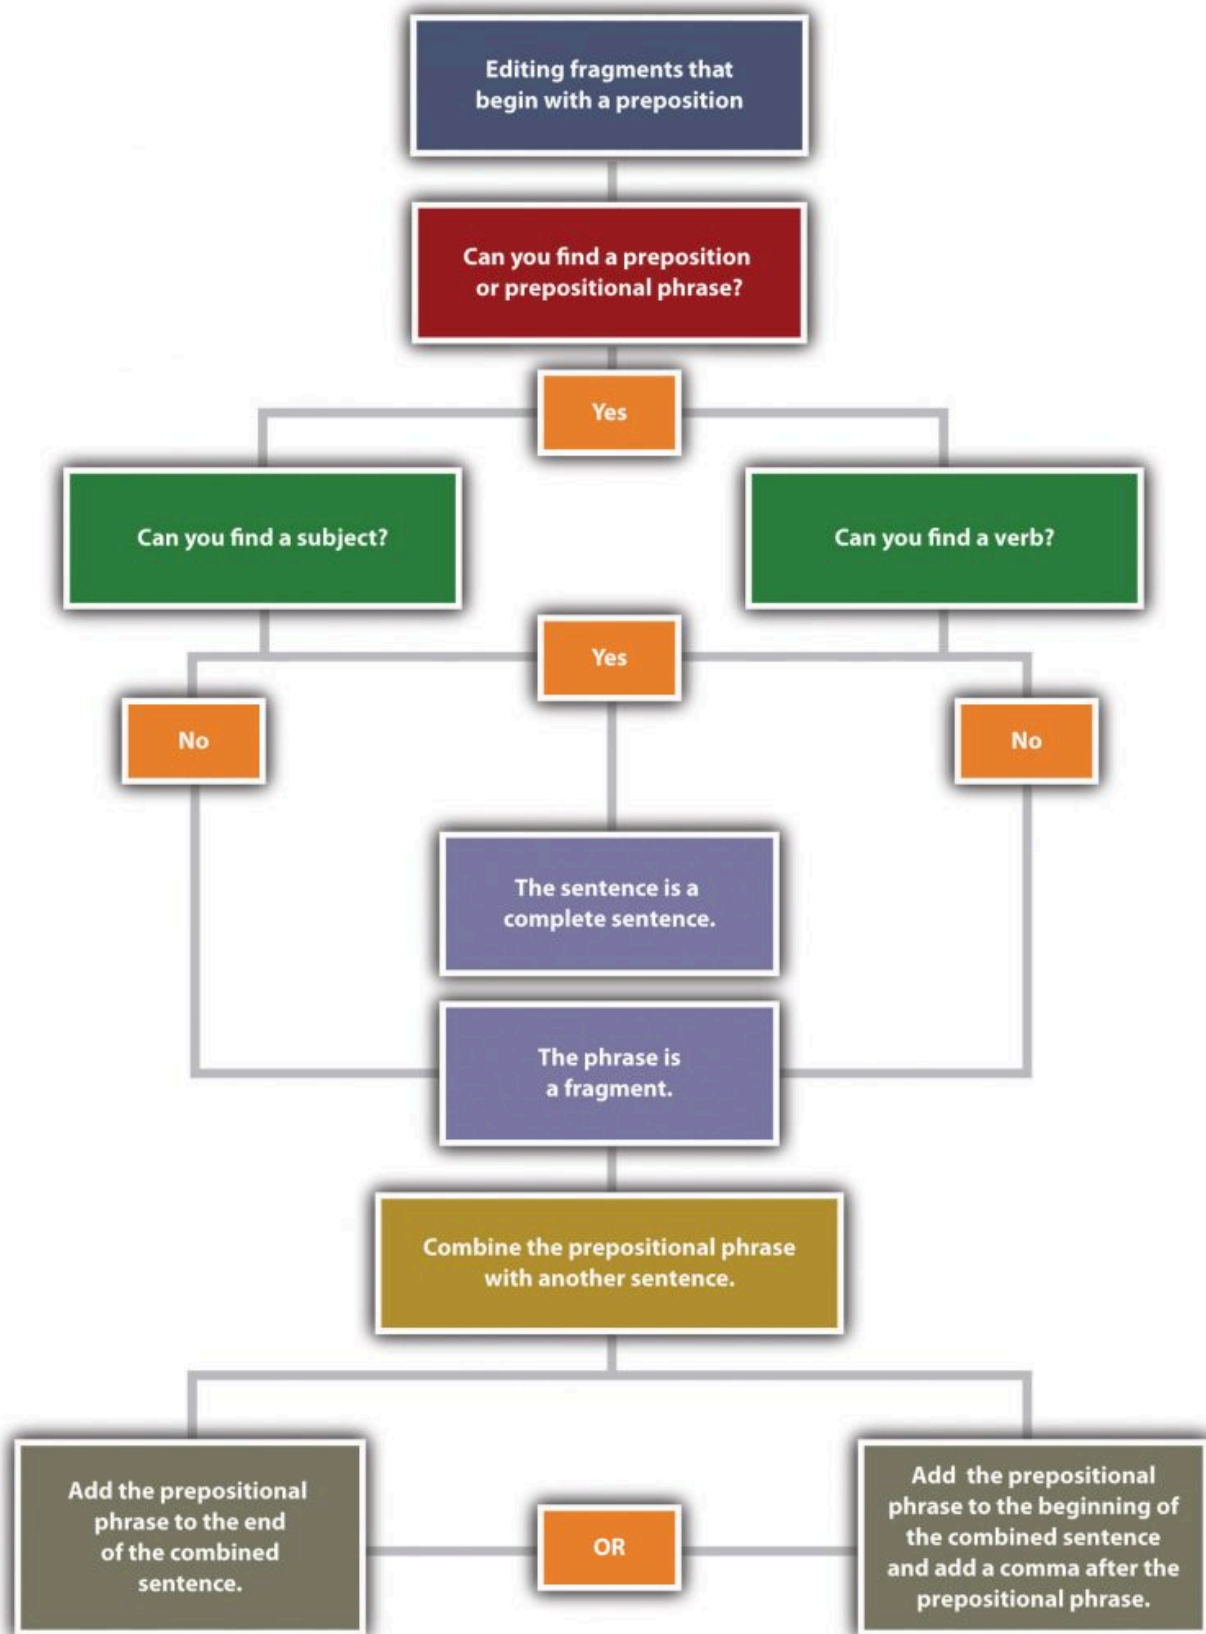 Editing fragments that
begin with a preposition
Can you find a preposition
or prepositional phrase?
Yes
Can you find a subject?
Can you find a verb?
Yes
No
No
The sentence is a
complete sentence.
The phrase is
a fragment.
Combine the prepositional phrase
with another sentence.
Add the prepositional
phrase to the end
of the combined
sentence.
OR
Add the prepositional
phrase to the beginning of
the combined sentence
and add a comma after the
prepositional phrase.